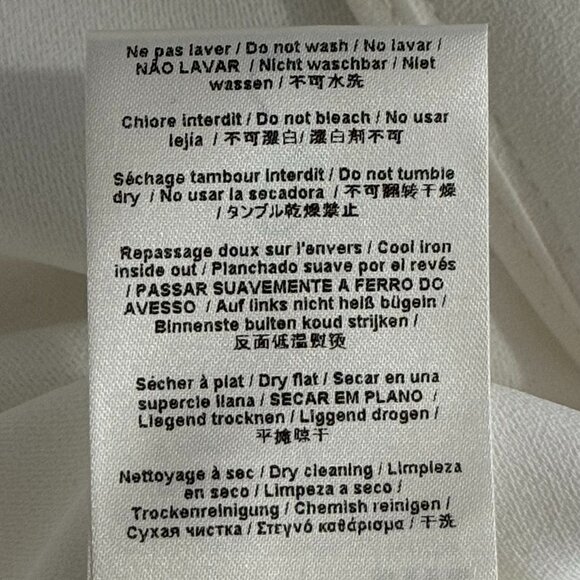 Ne pas laver / Do not wash / No lavar /
NÃO LAVAR / Nicht waschbar / Niet
wassen / 不可水洗
Chlore interdit / Do not bleach / No usar
lejía / 不可漂白/ 漂白剤不可
Séchage tambour interdit / Do not tumble
dry / No usar la secadora / 不可翻转干燥
/ タンブル乾燥禁止
Repassage doux sur l'envers / Cool iron
inside out / Planchado suave por el revés
/ PASSAR SUAVEMENTE A FERRO DO
AVESSO / Auf links nicht heiß bügeln /
Binnenste buiten koud strijken /
反面低温熨烫
Sécher à plat / Dry flat / Secar en una
supercie llana / SECAR EM PLANO /
Liegend trocknen / Liggend drogen /
平摊晾干
Nettoyage à sec / Dry cleaning / Limpieza
en seco / Limpeza a seco /
Trockenreinigung / Chemish reinigen /
Сухая чистка / Στεγνό καθάρισμα / 干洗